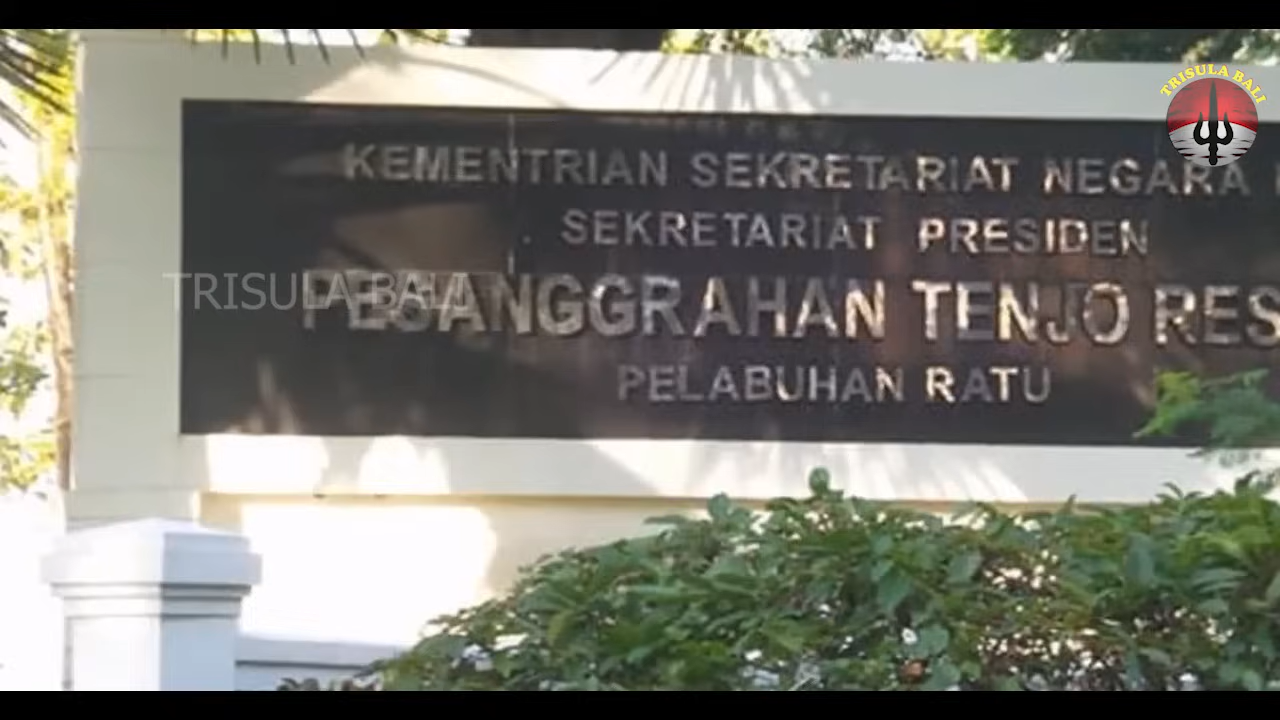 TRISULA BALI
KEMENTRIAN SEKRETARIAT NEGARA
SEKRETARIAT PRESIDEN
PESANGGRAHAN TENJO RES
PELABUHAN RATU
TRISULA BALI